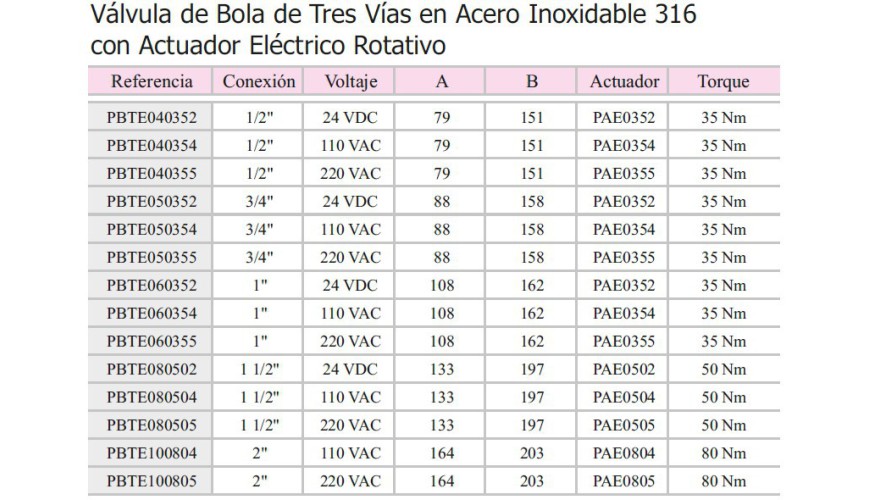 Válvula de Bola de Tres Vías en Acero Inoxidable 316
con Actuador Eléctrico Rotativo
Referencia Conexión Voltaje A B Actuador Torque
PBTE040352 1/2" 24 VDC 79 151 PAE0352 35 Nm
PBTE040354 1/2" 110 VAC 79 151 PAE0354 35 Nm
PBTE040355 1/2" 220 VAC 79 151 PAE0355 35 Nm
PBTE050352 3/4" 24 VDC 88 158 PAE0352 35 Nm
PBTE050354 3/4" 110 VAC 88 158 PAE0354 35 Nm
PBTE050355 3/4" 220 VAC 88 158 PAE0355 35 Nm
PBTE060352 1" 24 VDC 108 162 PAE0352 35 Nm
PBTE060354 1" 110 VAC 108 162 PAE0354 35 Nm
PBTE060355 1" 220 VAC 108 162 PAE0355 35 Nm
PBTE080502 1 1/2" 24 VDC 133 197 PAE0502 50 Nm
PBTE080504 1 1/2" 110 VAC 133 197 PAE0504 50 Nm
PBTE080505 1 1/2" 220 VAC 133 197 PAE0505 50 Nm
PBTE100804 2" 110 VAC 164 203 PAE0804 80 Nm
PBTE100805 2" 220 VAC 164 203 PAE0805 80 Nm